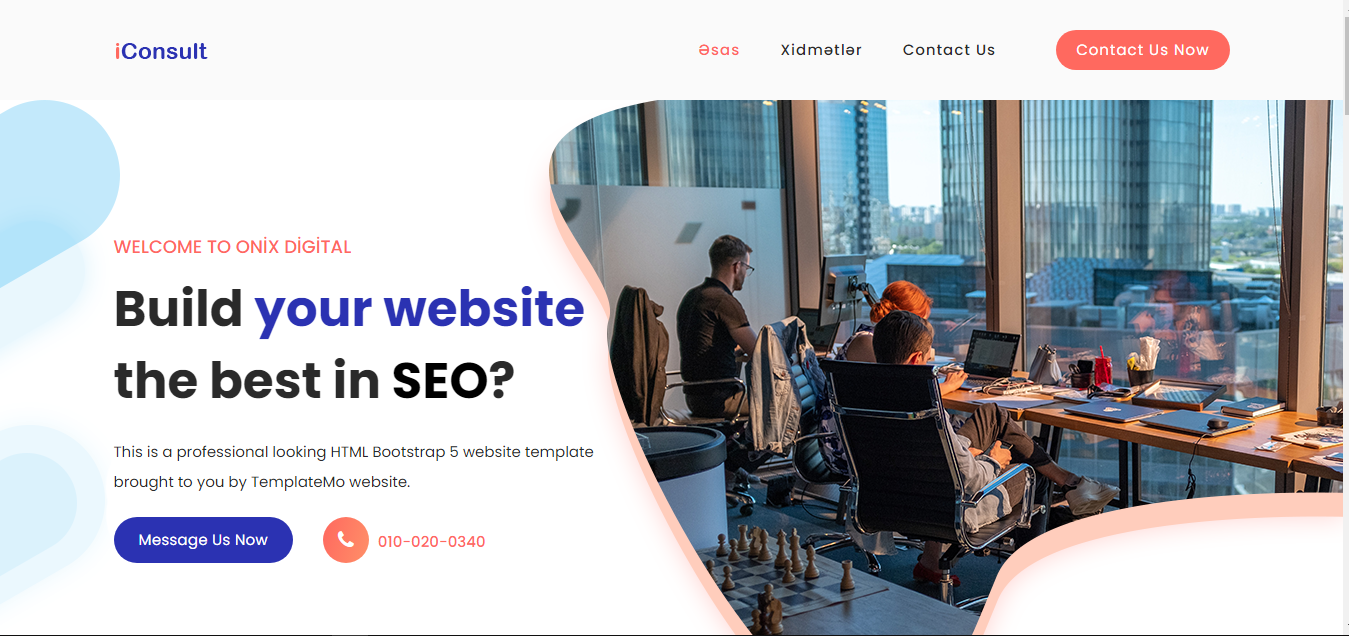 iConsult
Əsas
Xidmətlər
Contact Us
Contact Us Now
WELCOME TO ONİX DİGİTAL
Build your website
the best in SEO?
This is a professional looking HTML Bootstrap 5 website template
brought to you by TemplateMo website.
Message Us Now
010-020-0340